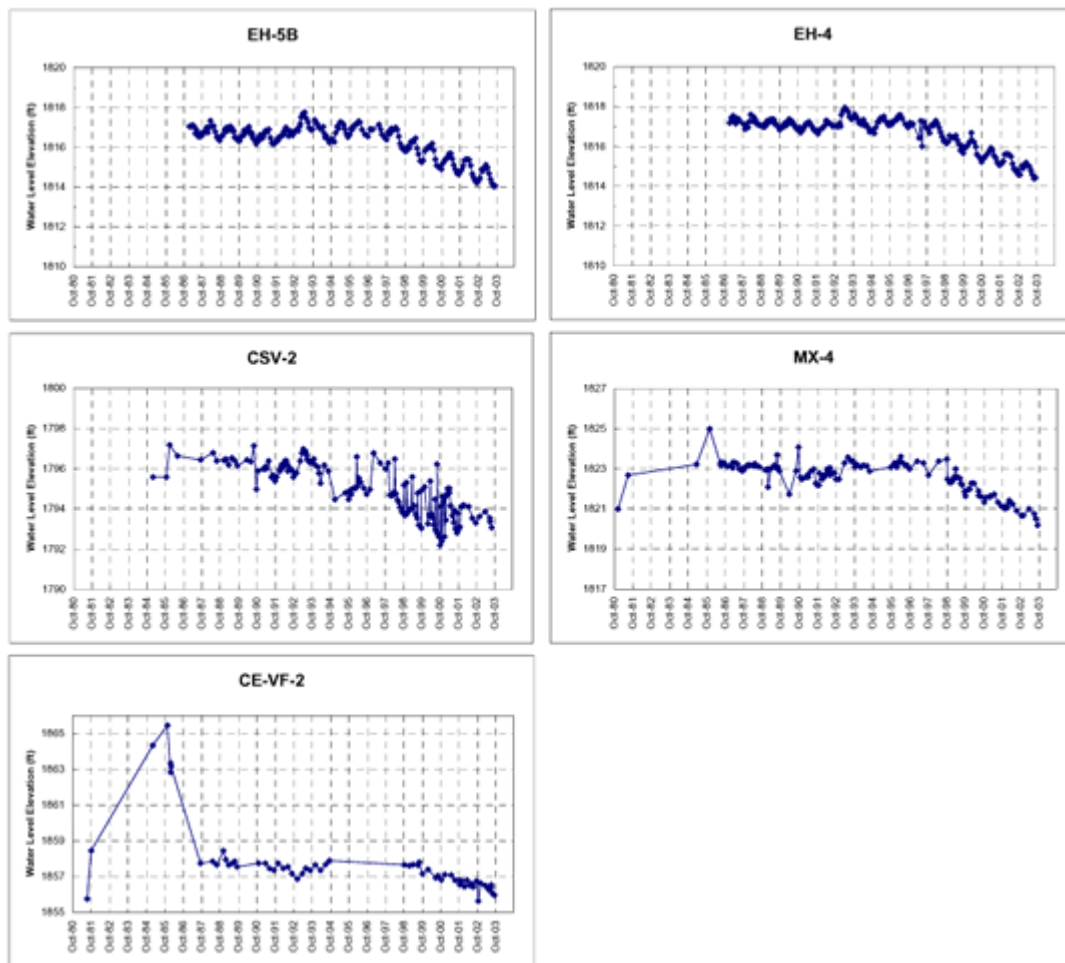 EH-5B
Water Level Elevation (ft)
1820
1818
1816
1814
1812
1810
Oct-80
Oct-81
Oct-82
Oct-83
Oct-84
Oct-85
Oct-86
Oct-87
Oct-88
Oct-89
Oct-90
Oct-91
Oct-92
Oct-93
Oct-94
Oct-95
Oct-96
Oct-97
Oct-98
Oct-99
Oct-00
Oct-01
Oct-02
Oct-03
EH-4
Water Level Elevation (ft)
1820
1818
1816
1814
1812
1810
Oct-80
Oct-81
Oct-82
Oct-83
Oct-84
Oct-85
Oct-86
Oct-87
Oct-88
Oct-89
Oct-90
Oct-91
Oct-92
Oct-93
Oct-94
Oct-95
Oct-96
Oct-97
Oct-98
Oct-99
Oct-00
Oct-01
Oct-02
Oct-03
CSV-2
Water Level Elevation (ft)
1800
1798
1796
1794
1792
1790
Oct-80
Oct-81
Oct-82
Oct-83
Oct-84
Oct-85
Oct-86
Oct-87
Oct-88
Oct-89
Oct-90
Oct-91
Oct-92
Oct-93
Oct-94
Oct-95
Oct-96
Oct-97
Oct-98
Oct-99
Oct-00
Oct-01
Oct-02
Oct-03
MX-4
Water Level Elevation (ft)
1827
1825
1823
1821
1819
1817
Oct-80
Oct-81
Oct-82
Oct-83
Oct-84
Oct-85
Oct-86
Oct-87
Oct-88
Oct-89
Oct-90
Oct-91
Oct-92
Oct-93
Oct-94
Oct-95
Oct-96
Oct-97
Oct-98
Oct-99
Oct-00
Oct-01
Oct-02
Oct-03
CE-VF-2
Water Level Elevation (ft)
1865
1863
1861
1859
1857
1855
Oct-80
Oct-81
Oct-82
Oct-83
Oct-84
Oct-85
Oct-86
Oct-87
Oct-88
Oct-89
Oct-90
Oct-91
Oct-92
Oct-93
Oct-94
Oct-95
Oct-96
Oct-97
Oct-98
Oct-99
Oct-00
Oct-01
Oct-02
Oct-03